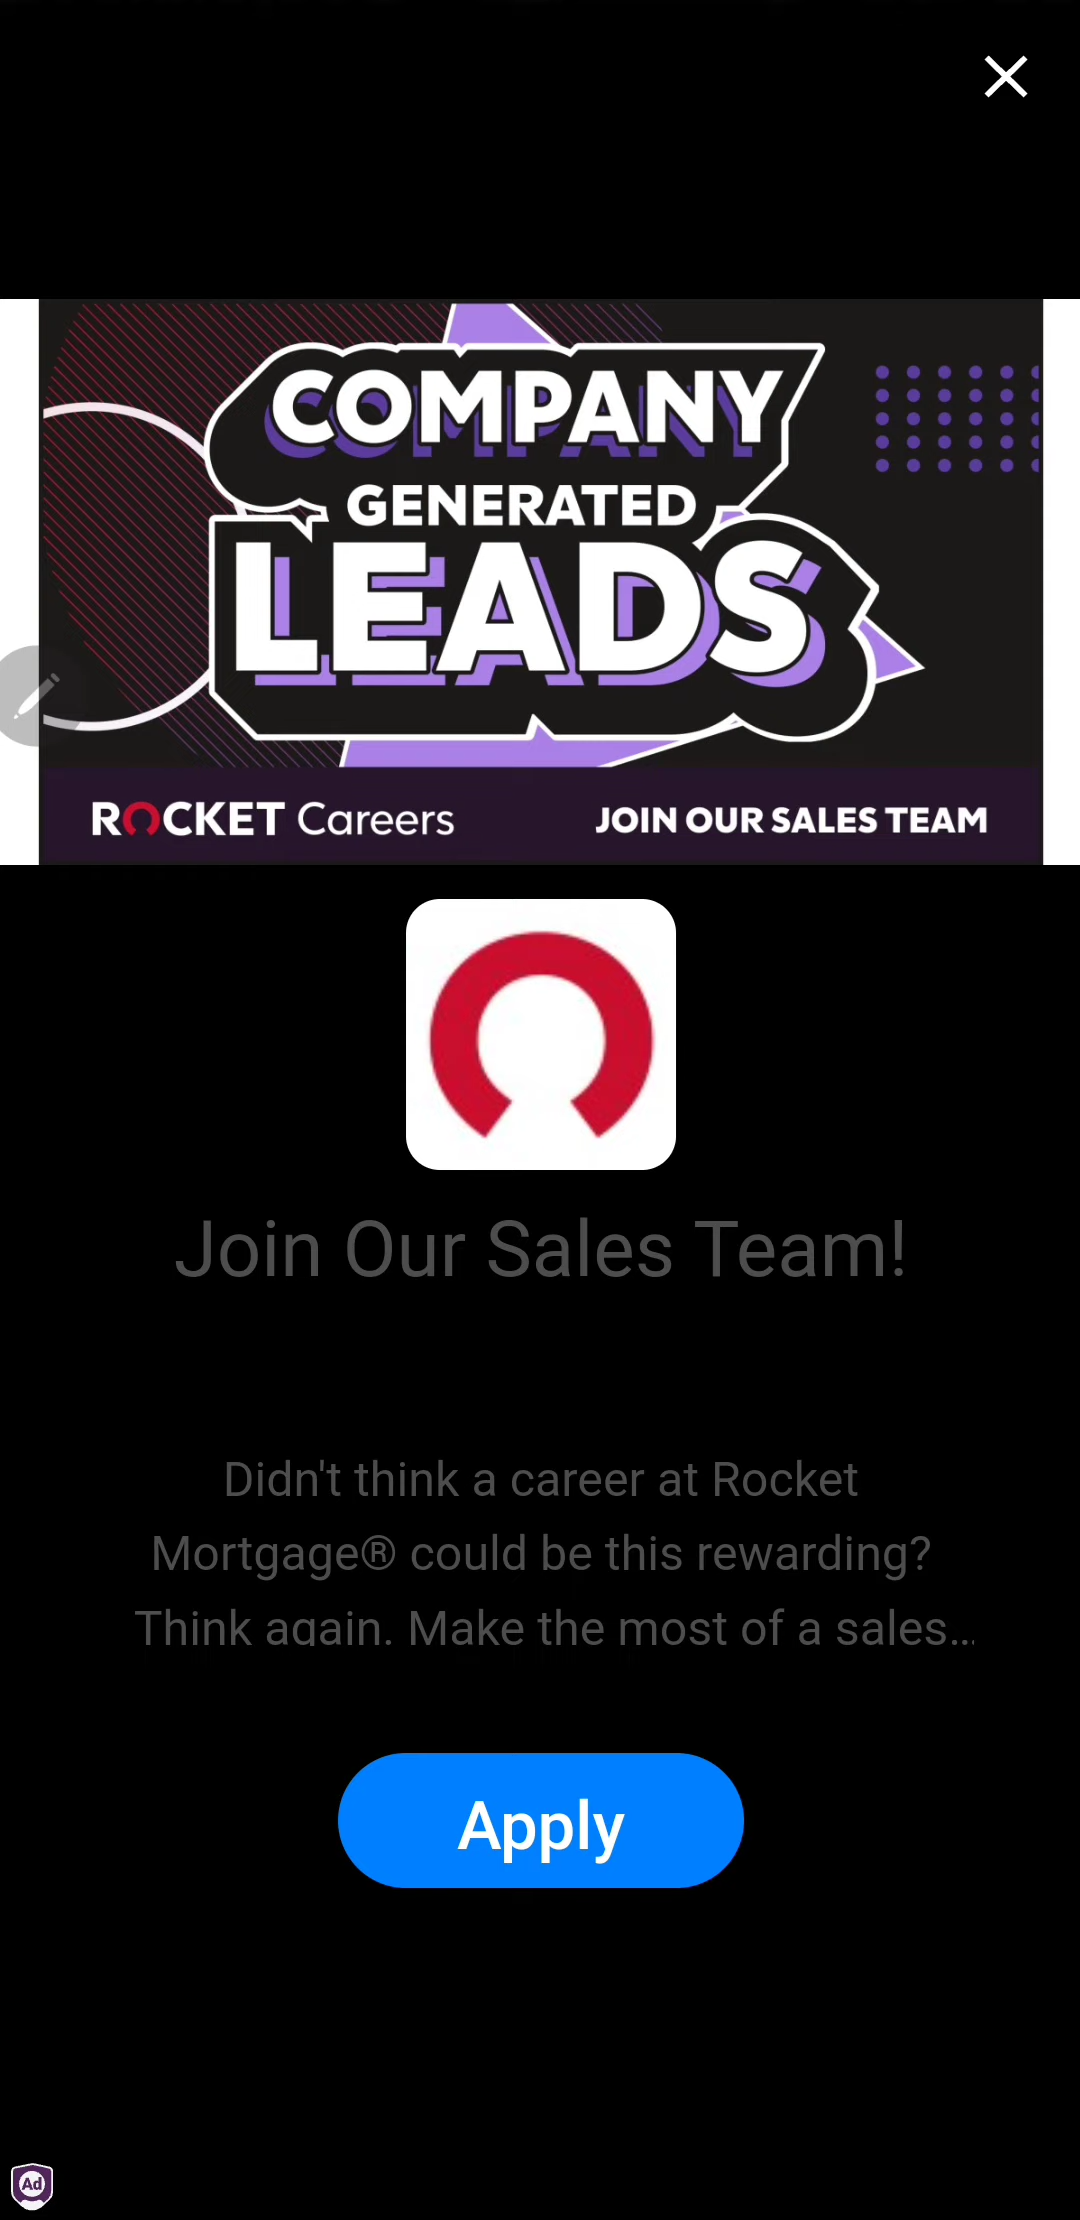 COMPANY
GENERATED
LEADS
ROCKET Careers
JOIN OUR SALES TEAM
Join Our Sales Team!
Didn't think a career at Rocket
Mortgage® could be this rewarding?
Think again. Make the most of a sales...
Apply
Ad